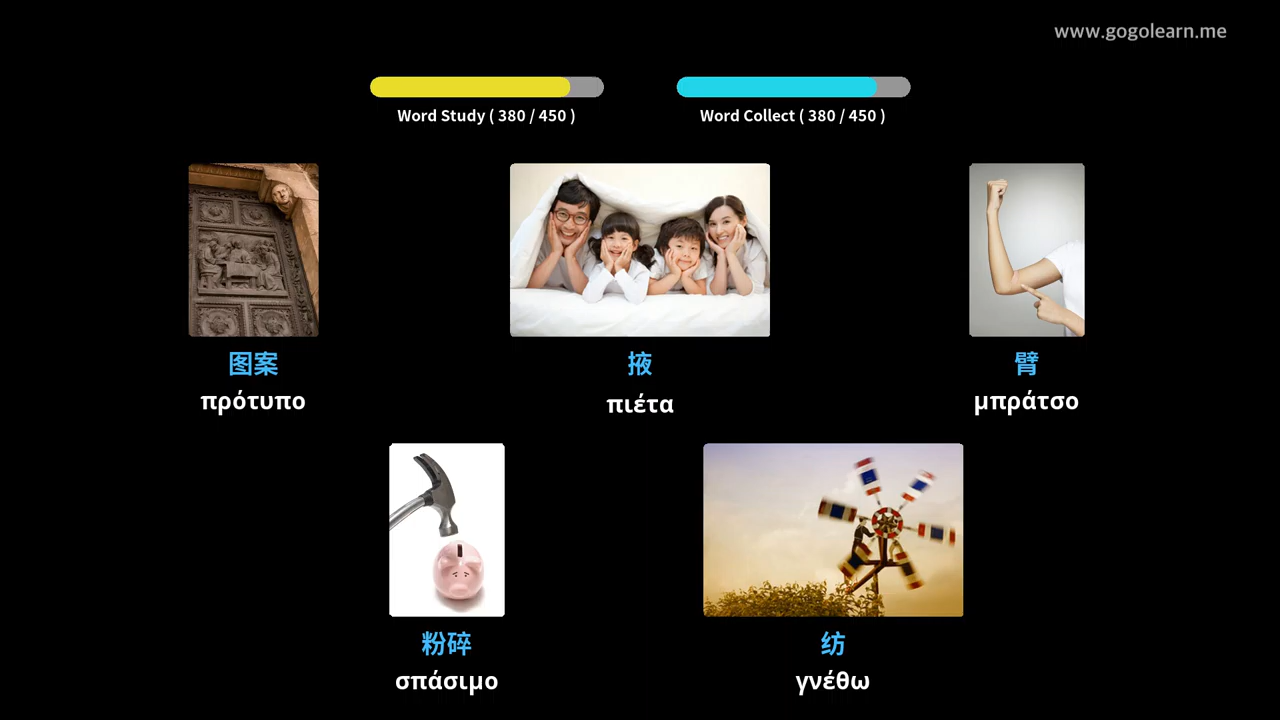 www.gogolearn.me
Word Study ( 380 / 450 )
Word Collect ( 380 / 450 )
图案
πρότυπο
掖
πιέτα
臂
μπράτσο
粉碎
σπάσιμο
纺
γνέθω